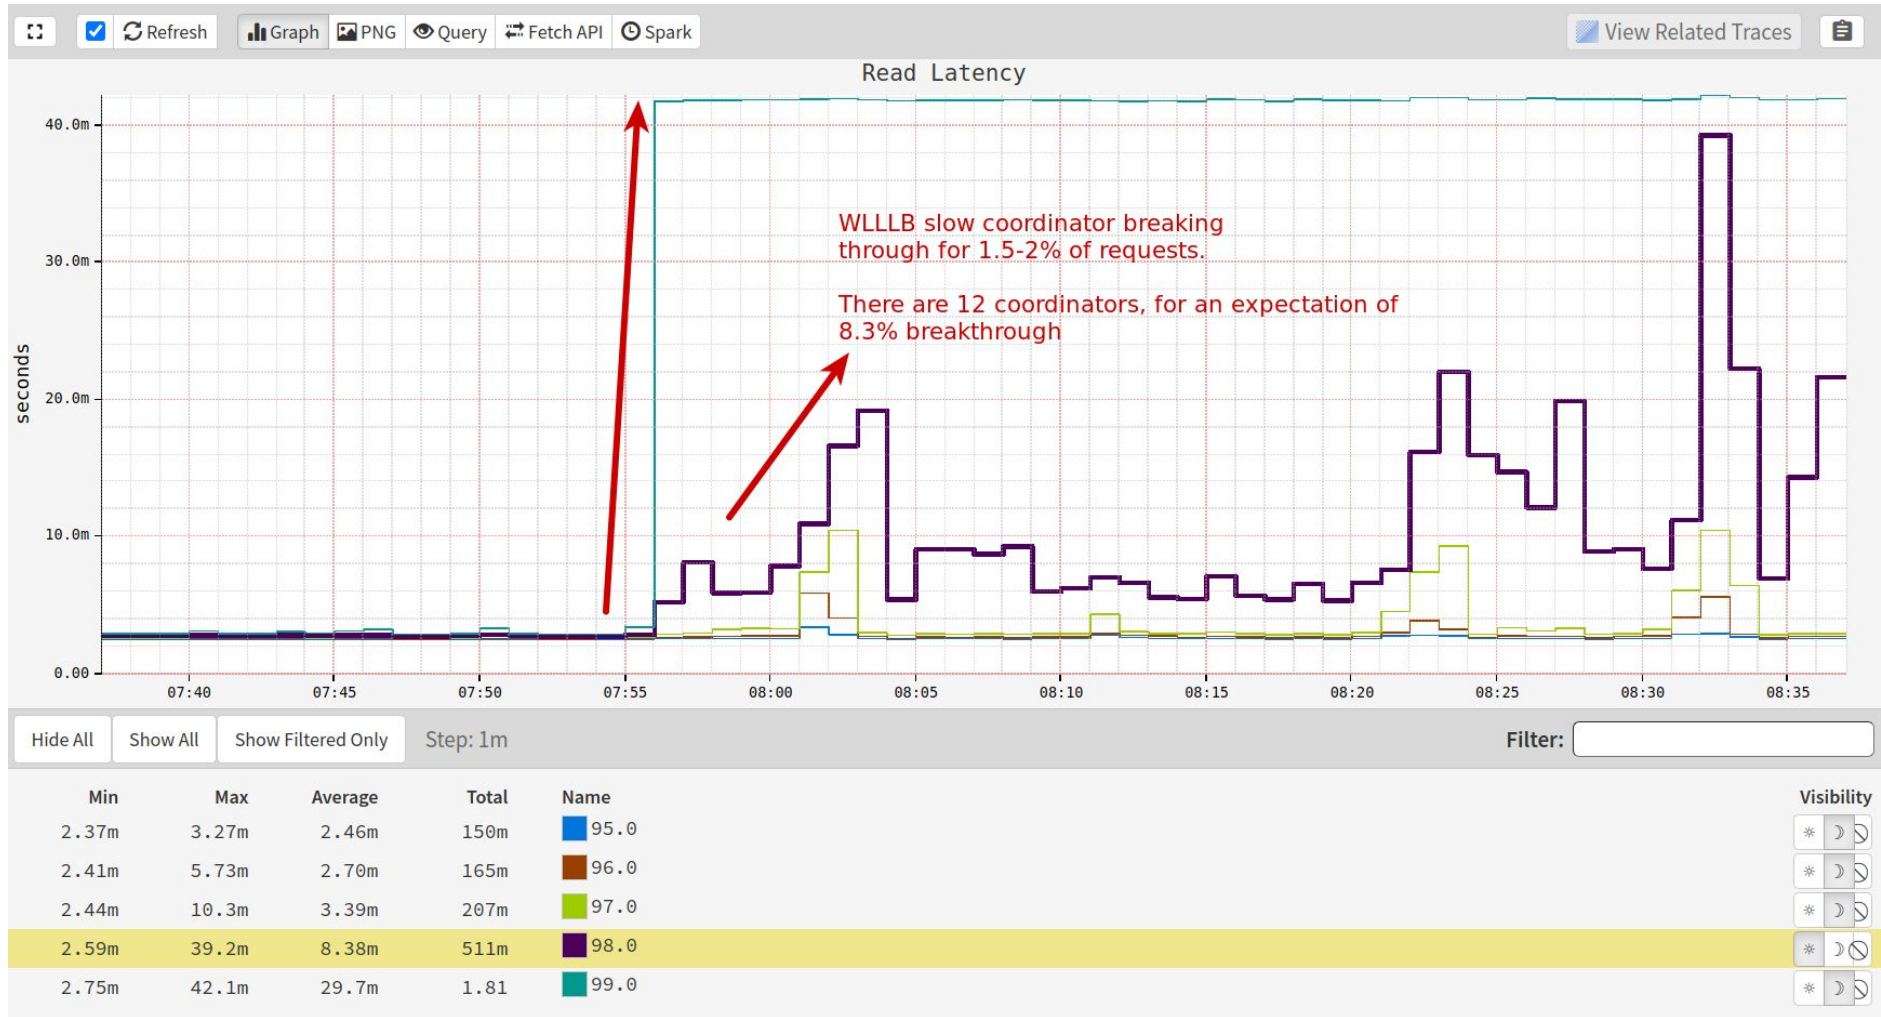 Refresh Graph PNG Query Fetch API Spark View Related Traces
Read Latency
40.0m
30.0m
20.0m
10.0m
0.00
seconds
WLLLB slow coordinator breaking
through for 1.5-2% of requests.
There are 12 coordinators, for an expectation of
8.3% breakthrough
07:40 07:45 07:50 07:55 08:00 08:05 08:10 08:15 08:20 08:25 08:30 08:35
Hide All Show All Show Filtered Only Step: 1m Filter:
Min Max Average Total Name Visibility
2.37m 3.27m 2.46m 150m 95.0
2.41m 5.73m 2.70m 165m 96.0
2.44m 10.3m 3.39m 207m 97.0
2.59m 39.2m 8.38m 511m 98.0
2.75m 42.1m 29.7m 1.81 99.0